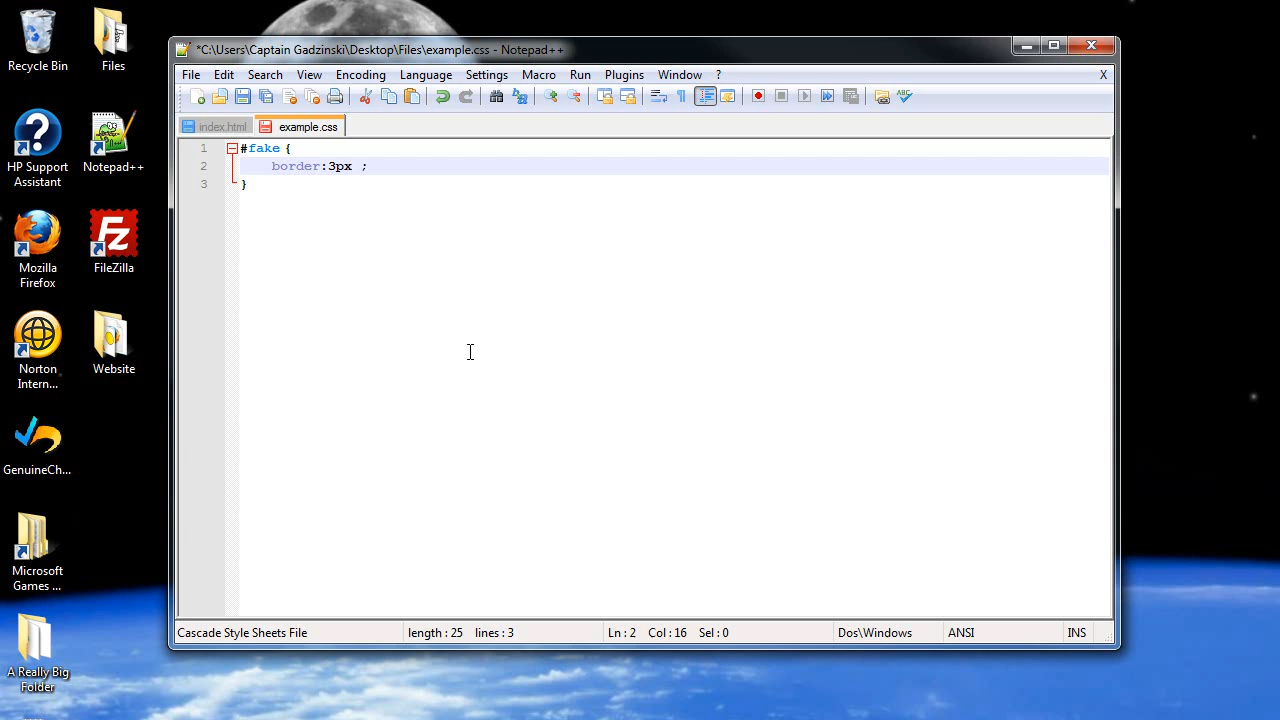 Recycle Bin
Files
HP Support
Assistant
Notepad++
Mozilla
Firefox
FileZilla
Norton
Intern...
Website
GenuineCh...
Microsoft
Games ...
A Really Big
Folder
*C:\Users\Captain Gadzinski\Desktop\Files\example.css - Notepad++
File Edit Search View Encoding Language Settings Macro Run Plugins Window ? X
index.html example.css
1 #fake {
2 border:3px ;
3 }
Cascade Style Sheets File length : 25 lines : 3 Ln : 2 Col : 16 Sel : 0 Dos\Windows ANSI INS